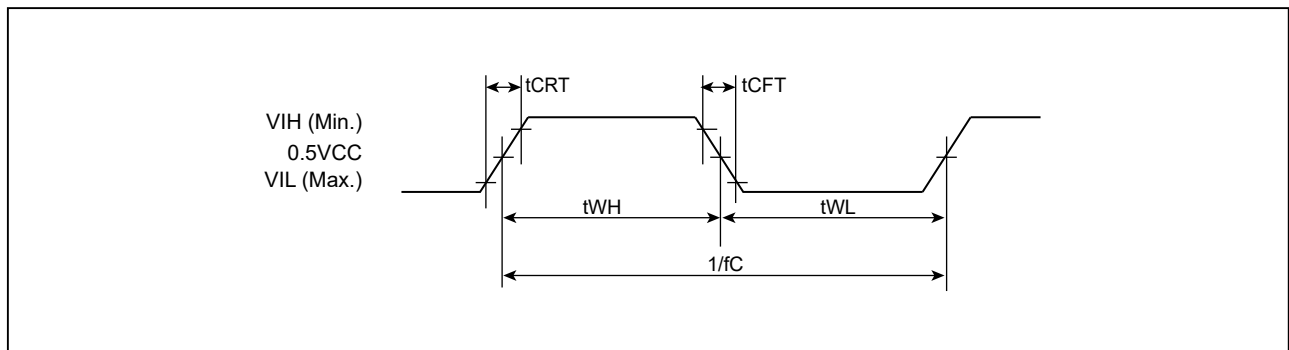 tCRT
tCFT
VIH (Min.)
0.5VCC
VIL (Max.)
tWH
tWL
1/fC